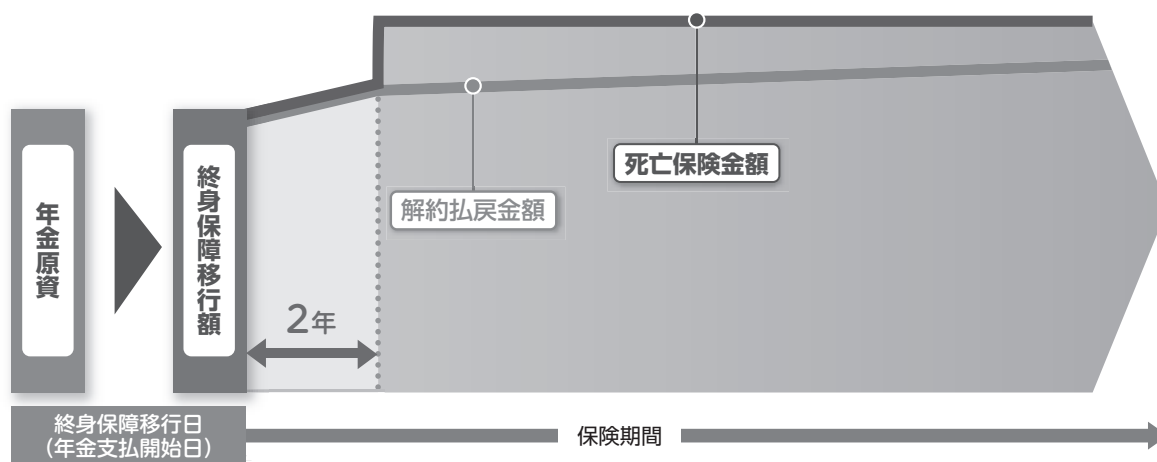 年金原資
終身保障移行額
2年
解約払戻金額
死亡保険金額
終身保障移行日
（年金支払開始日）
保険期間